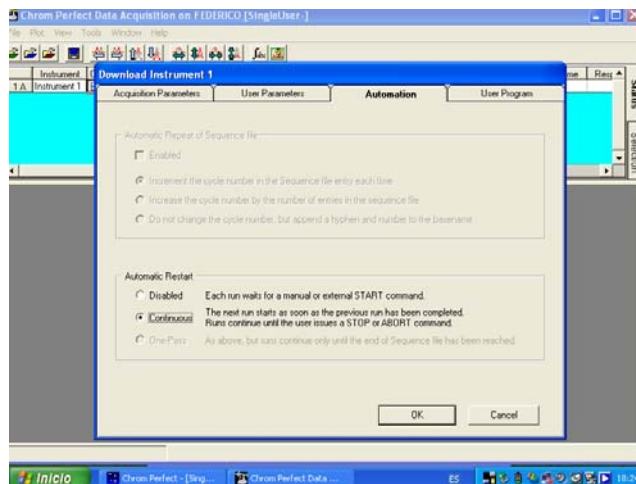 Chrom Perfect Data Acquisition on FEDERICO [SingleUser-]
File Plot View Tools Window Help
Instrument
me
1 A Instrument 1
Status
Selection
Download Instrument 1
Acquisition Parameters User Parameters Automation User Program
Automatic Repeat of Sequence file
Enabled
Increment the cycle number in the Sequence file entry each time
Increase the cycle number by the number of entries in the sequence file
Do not change the cycle number, but append a hyphen and number to the basename
Automatic Restart
Disabled Each run waits for a manual or external START command.
Continuous The next run starts as soon as the previous run has been completed.
Runs continue until the user issues a STOP or ABORT command.
One-Pass As above, but runs continue only until the end of Sequence file has been reached.
OK Cancel
Inicio Chrom Perfect - [Sing... Chrom Perfect Data ... ES